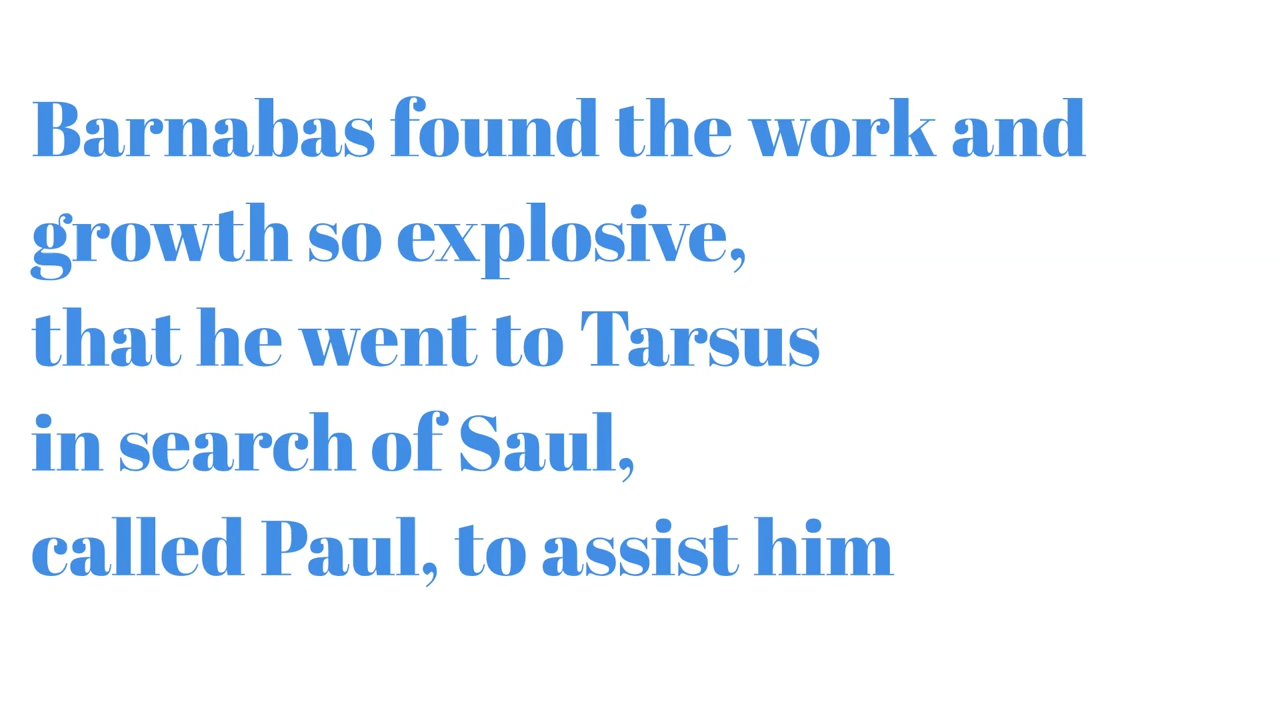 Barnabas found the work and
growth so explosive,
that he went to Tarsus
in search of Saul,
called Paul, to assist him